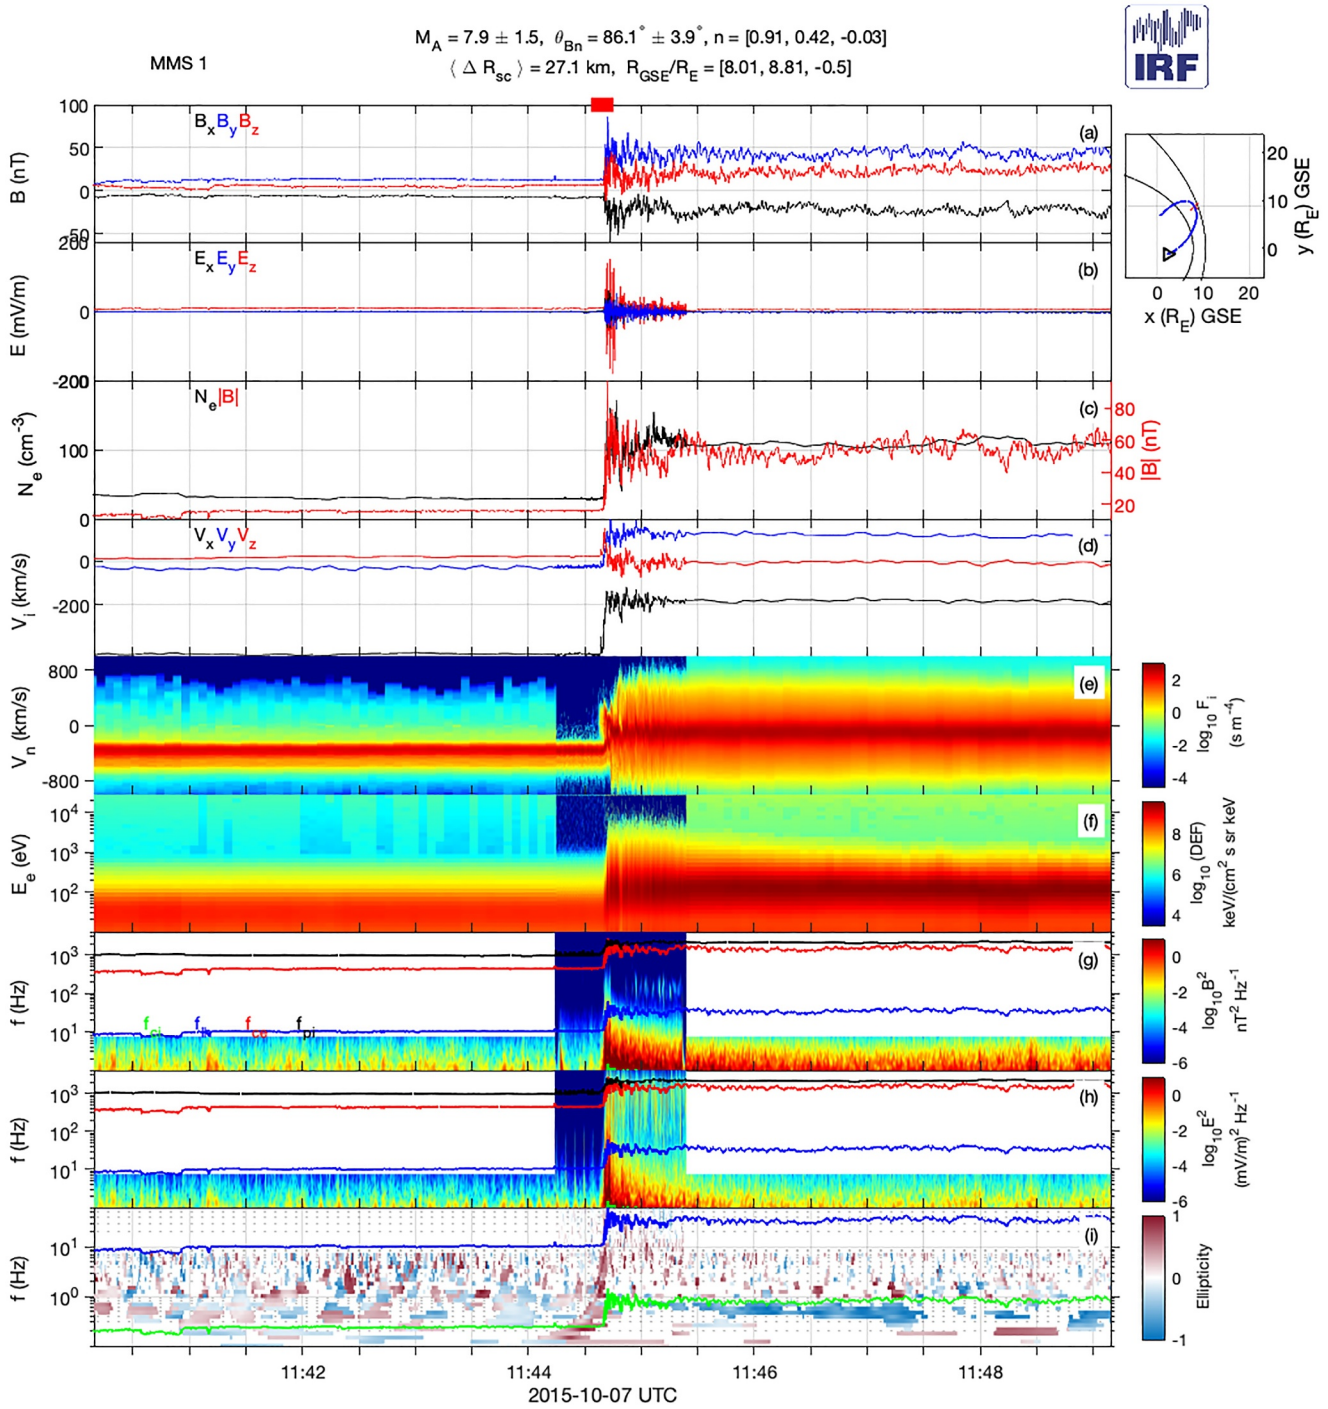 M_A = 7.9 ± 1.5, θ_Bn = 86.1° ± 3.9°, n = [0.91, 0.42, -0.03]
MMS 1
⟨ Δ R_sc ⟩ = 27.1 km, R_GSE/R_E = [8.01, 8.81, -0.5]
IRF
B (nT)
100
50
0
-50
B_x B_y B_z
(a)
20
10
0
y (R_E) GSE
0 10 20
x (R_E) GSE
E (mV/m)
200
0
-200
E_x E_y E_z
(b)
N_e (cm^-3)
200
100
0
N_e |B|
(c)
80
60
40
20
|B| (nT)
V_i (km/s)
0
-200
V_x V_y V_z
(d)
V_n (km/s)
800
0
-800
(e)
2
0
-2
-4
log_10 F_i
(s m^-4)
E_e (eV)
10^4
10^3
10^2
(f)
8
6
4
log_10 (DEF)
keV/(cm^2 s sr keV
f (Hz)
10^3
10^2
10^1
f_ci f_lh f_ce f_pi
(g)
0
-2
-4
-6
log_10 B^2
nT^2 Hz^-1
f (Hz)
10^3
10^2
10^1
(h)
0
-2
-4
-6
log_10 E^2
(mV/m)^2 Hz^-1
f (Hz)
10^1
10^0
(i)
1
0
-1
Ellipticity
11:42 11:44 11:46 11:48
2015-10-07 UTC